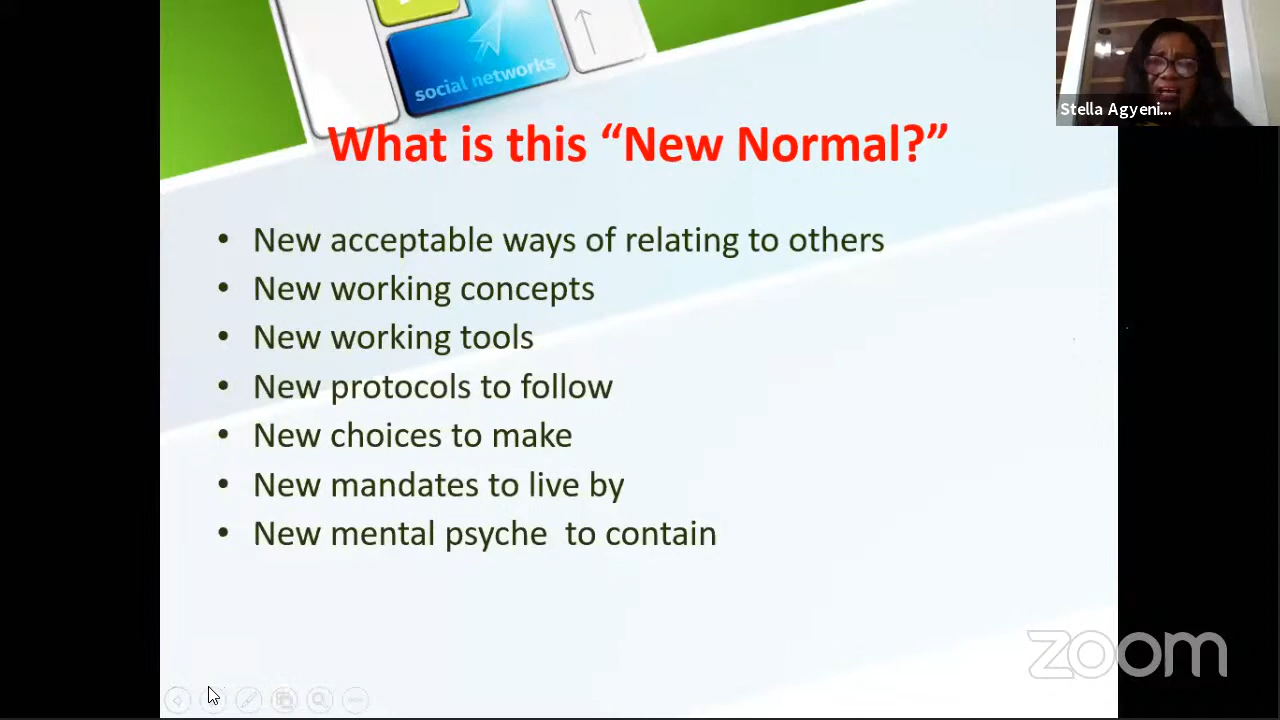 social networks
Stella Agyeni...
What is this “New Normal?”
• New acceptable ways of relating to others
• New working concepts
• New working tools
• New protocols to follow
• New choices to make
• New mandates to live by
• New mental psyche  to contain
zoom